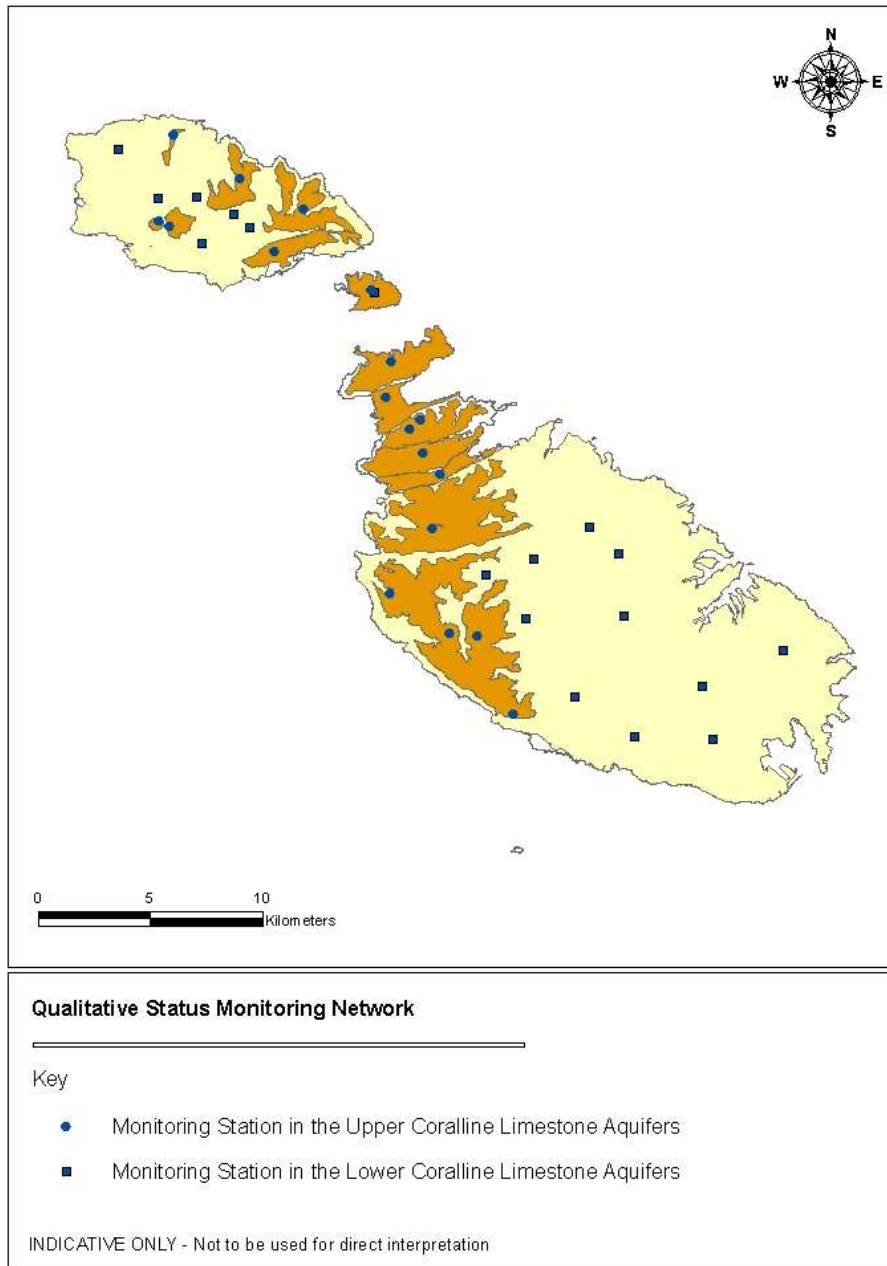 N
W E
S
0 5 10
Kilometers
Qualitative Status Monitoring Network
Key
Monitoring Station in the Upper Coralline Limestone Aquifers
Monitoring Station in the Lower Coralline Limestone Aquifers
INDICATIVE ONLY - Not to be used for direct interpretation